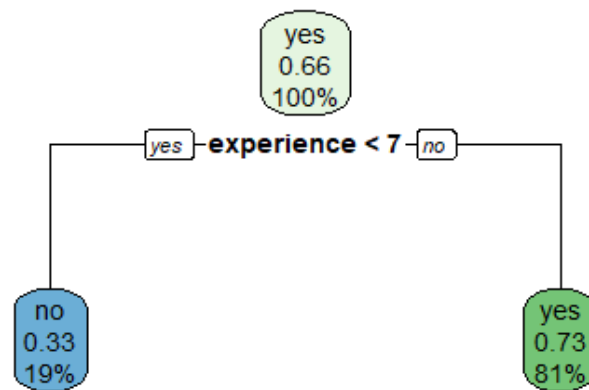 yes
0.66
100%
yes experience < 7 no
no
0.33
19%
yes
0.73
81%